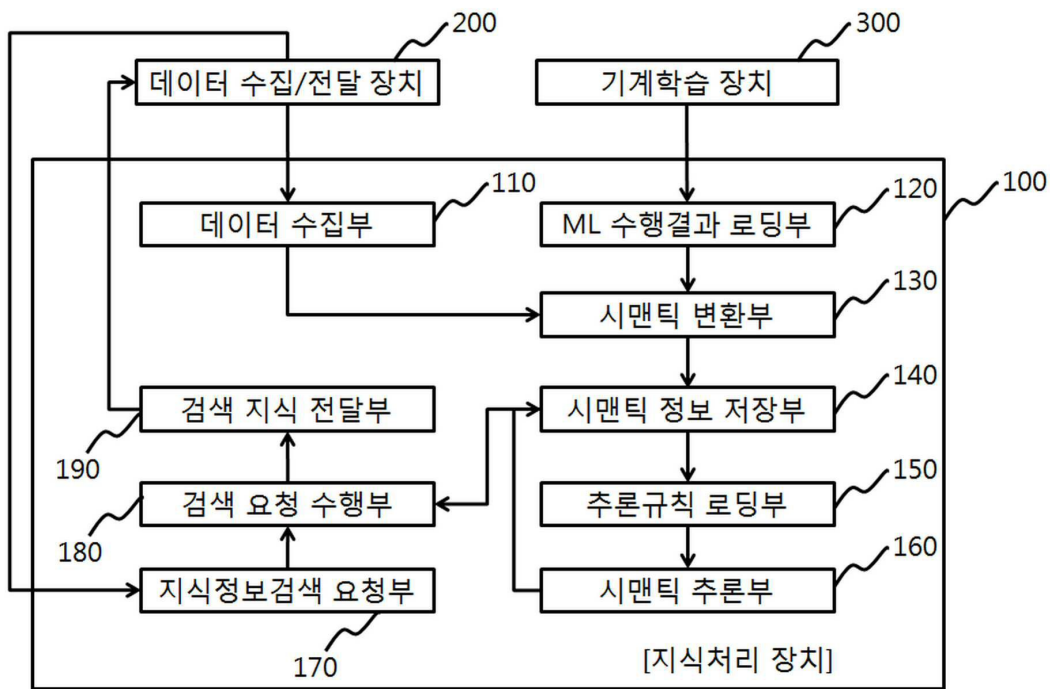 200
300
데이터 수집/전달 장치
기계학습 장치
110
120
100
데이터 수집부
ML 수행결과 로딩부
130
시맨틱 변환부
140
검색 지식 전달부
시맨틱 정보 저장부
190
150
검색 요청 수행부
추론규칙 로딩부
180
160
지식정보검색 요청부
시맨틱 추론부
170
[지식처리 장치]